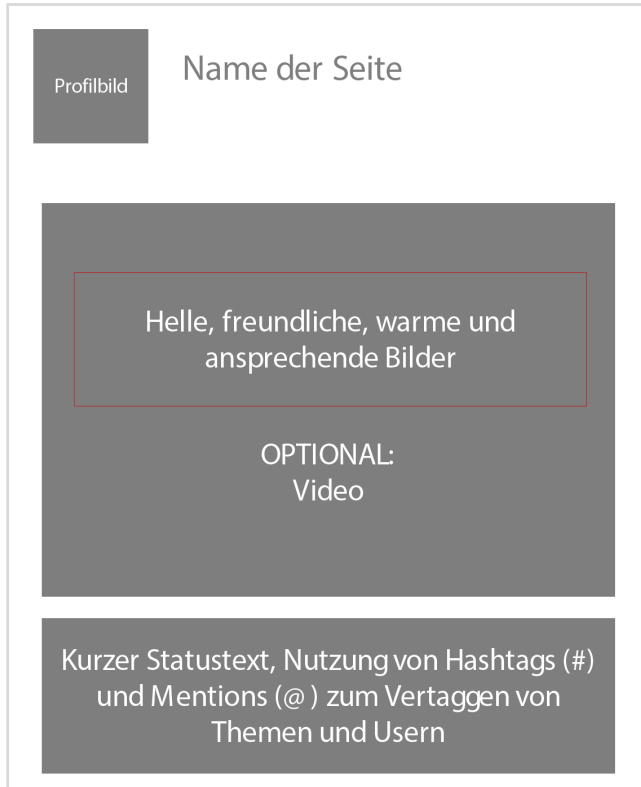 Profilbild
Name der Seite
Helle, freundliche, warme und
ansprechende Bilder
OPTIONAL:
Video
Kurzer Statustext, Nutzung von Hashtags (#)
und Mentions (@ ) zum Vertaggen von
Themen und Usern